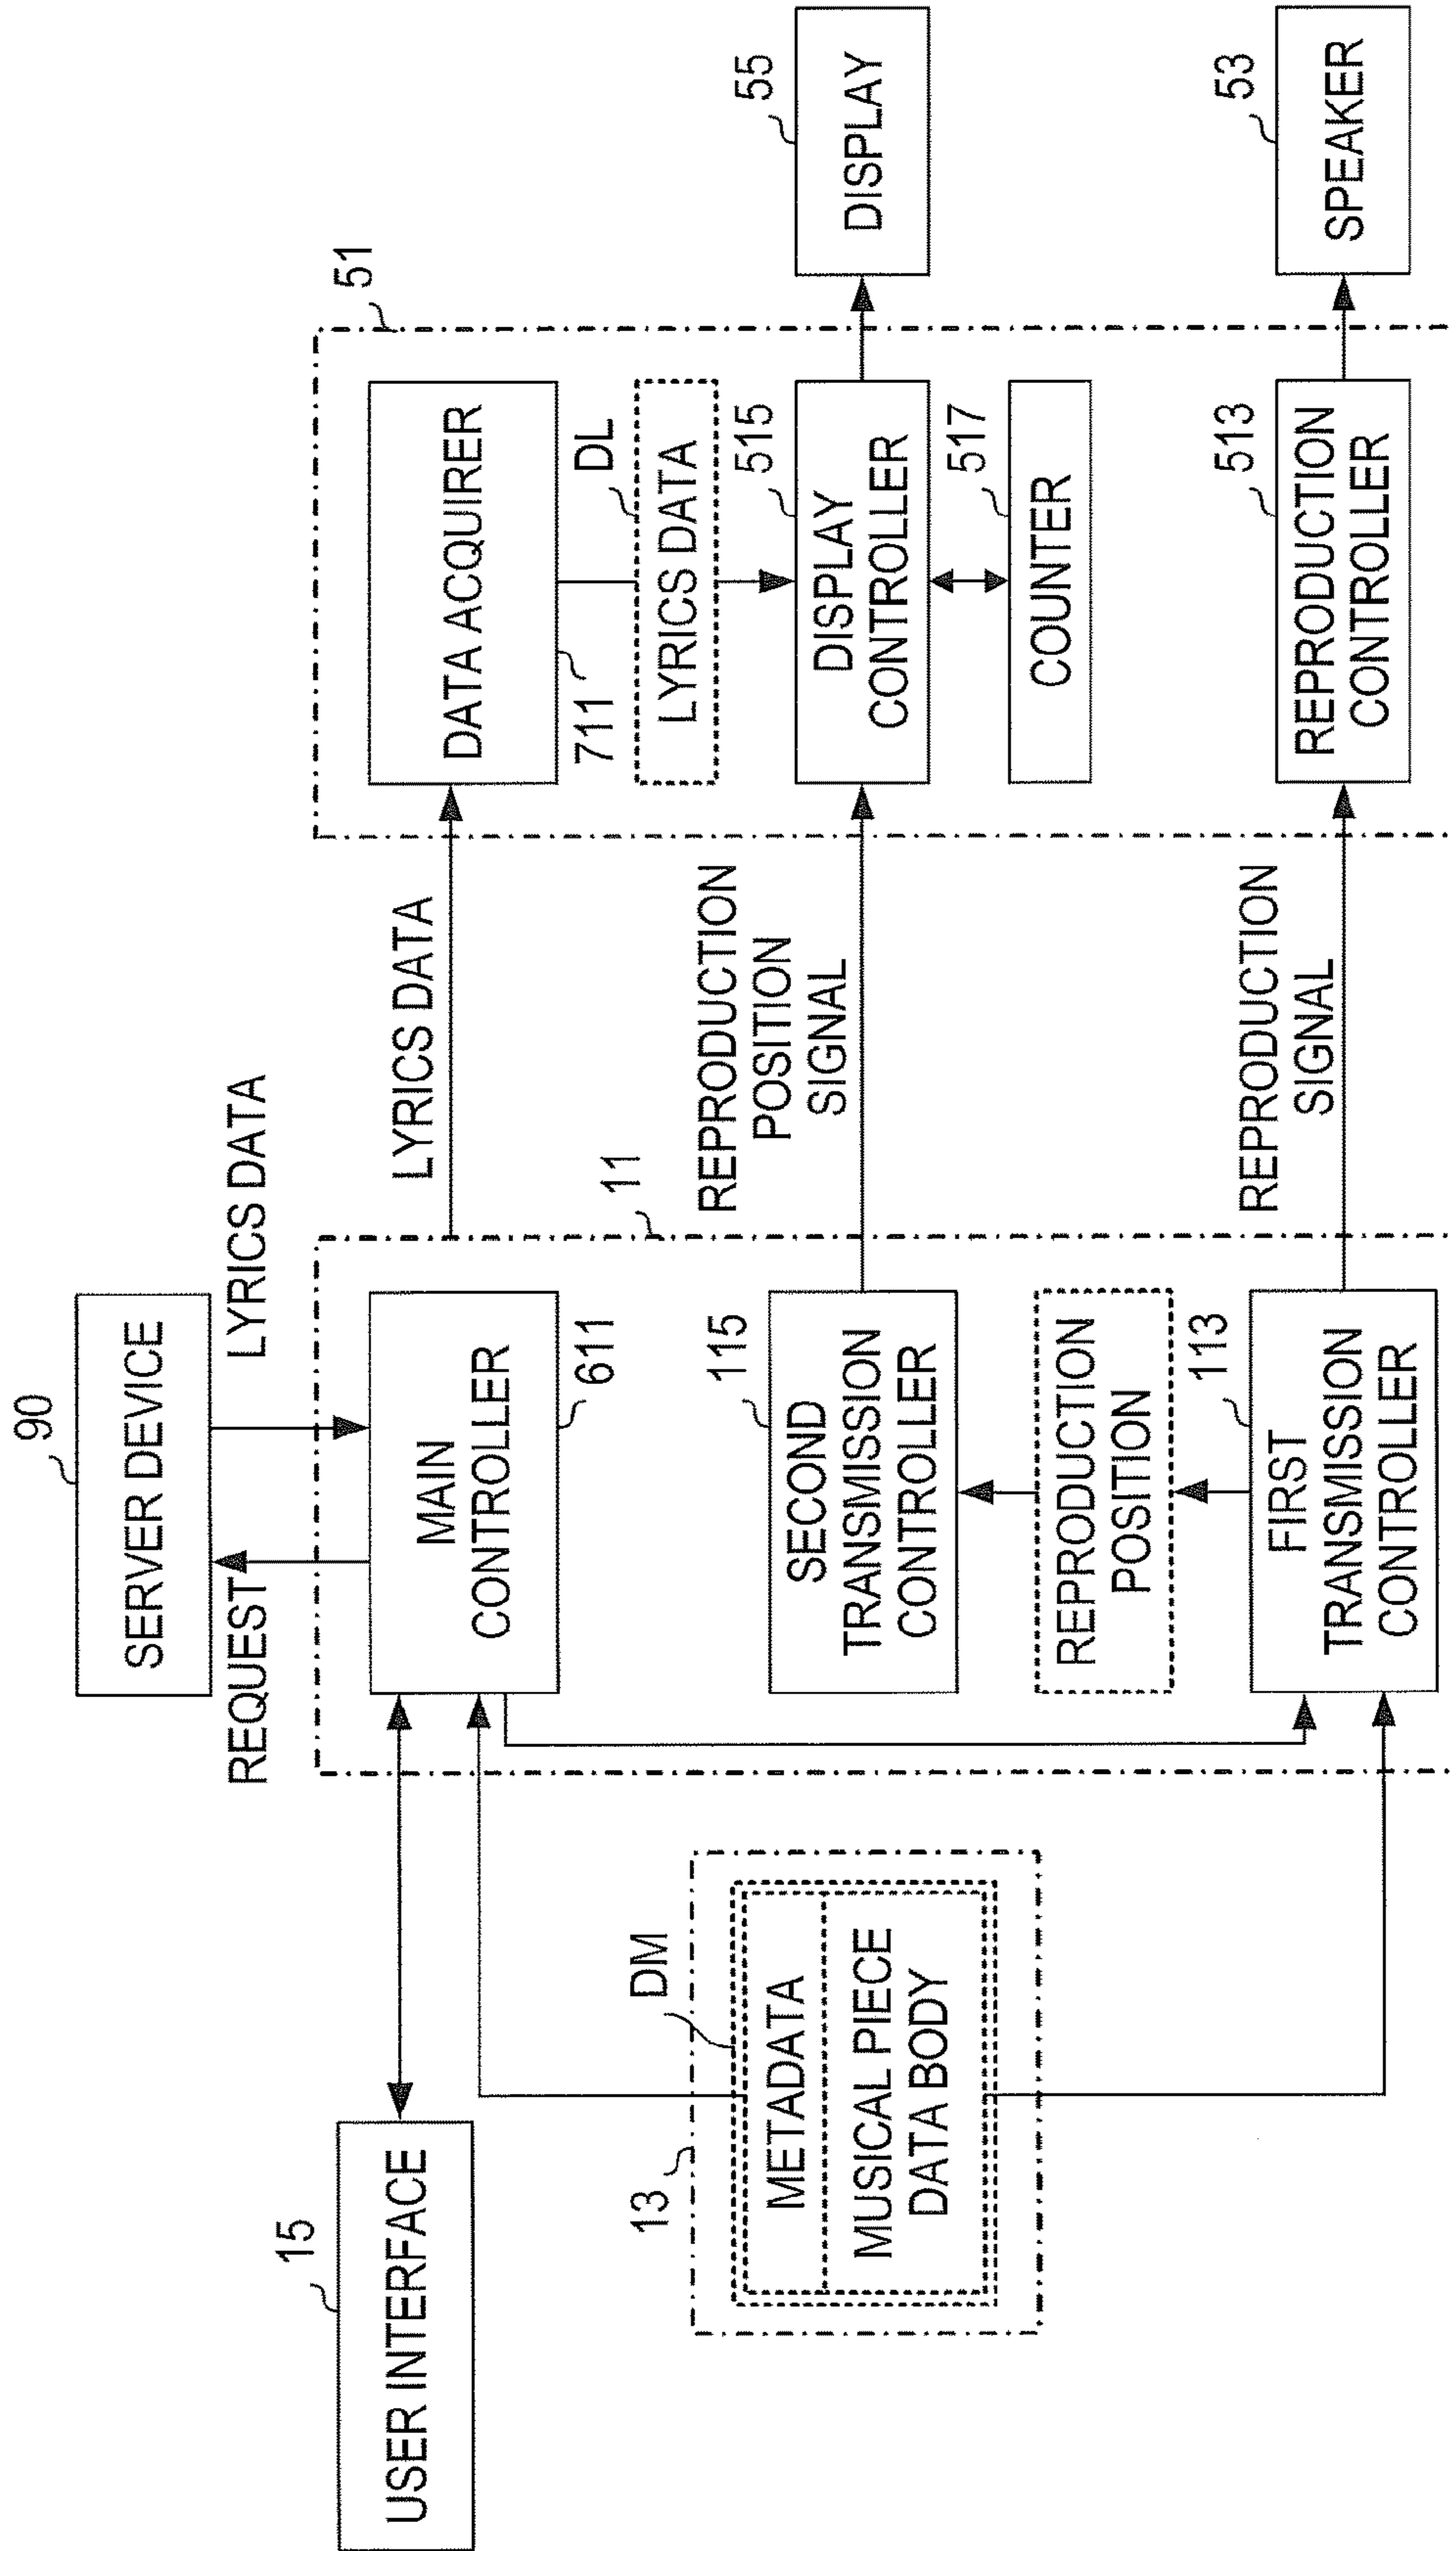 90
SERVER DEVICE
REQUEST
LYRICS DATA
15
USER INTERFACE
11
MAIN
CONTROLLER
611
LYRICS DATA
51
DATA ACQUIRER
711
DL
LYRICS DATA
13
DM
METADATA
MUSICAL PIECE
DATA BODY
115
SECOND
TRANSMISSION
CONTROLLER
REPRODUCTION
POSITION
SIGNAL
515
DISPLAY
CONTROLLER
55
DISPLAY
517
COUNTER
REPRODUCTION
POSITION
113
FIRST
TRANSMISSION
CONTROLLER
REPRODUCTION
SIGNAL
513
REPRODUCTION
CONTROLLER
53
SPEAKER